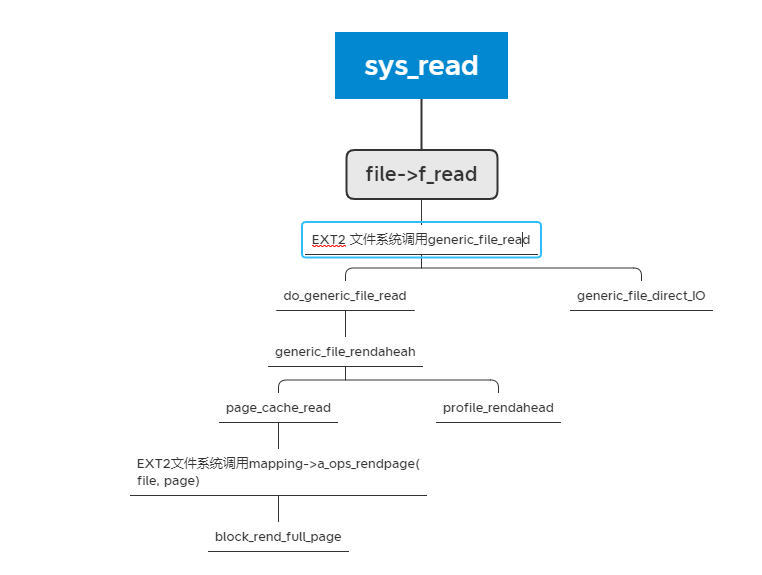 sys_read
file->f_read
EXT2 文件系统调用generic_file_read
do_generic_file_read
generic_file_direct_IO
generic_file_rendaheah
page_cache_read
profile_rendahead
EXT2文件系统调用mapping->a_ops_rendpage(
file, page)
block_rend_full_page